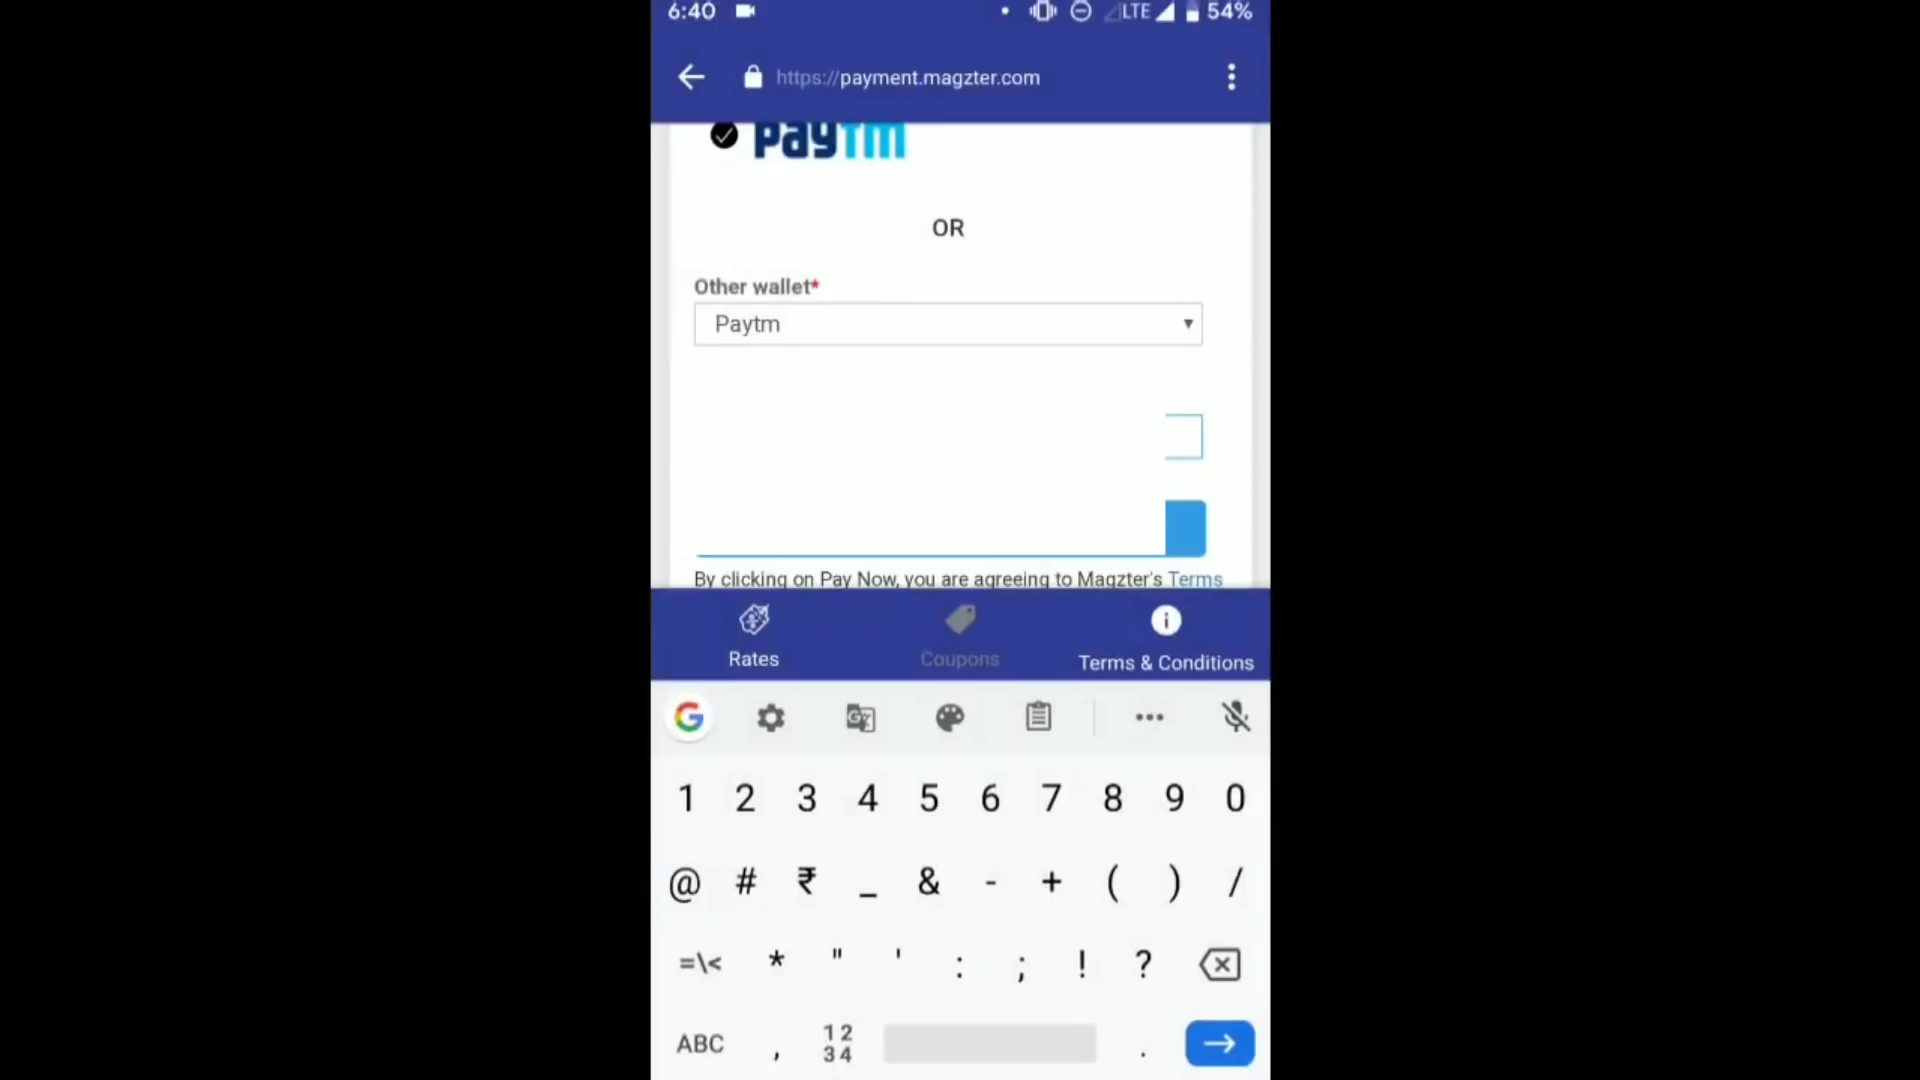 6:40 LTE 54%
https://payment.magzter.com
paytm
OR
Other wallet*
Paytm
By clicking on Pay Now, you are agreeing to Magzter's Terms
Rates Coupons Terms & Conditions
G
1 2 3 4 5 6 7 8 9 0
@ # ₹ _ & - + ( ) /
=\< * " ' : ; ! ?
ABC , 12 34 .